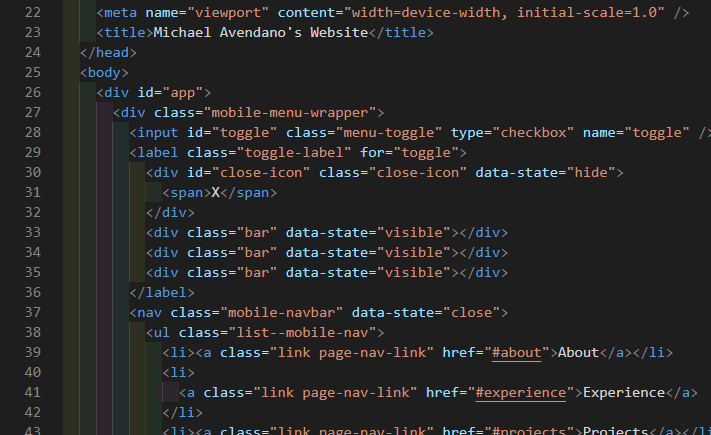 22 <meta name="viewport" content="width=device-width, initial-scale=1.0" />
23 <title>Michael Avendano's Website</title>
24 </head>
25 <body>
26 <div id="app">
27 <div class="mobile-menu-wrapper">
28 <input id="toggle" class="menu-toggle" type="checkbox" name="toggle" />
29 <label class="toggle-label" for="toggle">
30 <div id="close-icon" class="close-icon" data-state="hide">
31 <span>X</span>
32 </div>
33 <div class="bar" data-state="visible"></div>
34 <div class="bar" data-state="visible"></div>
35 <div class="bar" data-state="visible"></div>
36 </label>
37 <nav class="mobile-navbar" data-state="close">
38 <ul class="list--mobile-nav">
39 <li><a class="link page-nav-link" href="#about">About</a></li>
40 <li>
41 <a class="link page-nav-link" href="#experience">Experience</a>
42 </li>
43 <li><a class="link page-nav-link" href="#projects">Projects</a></li